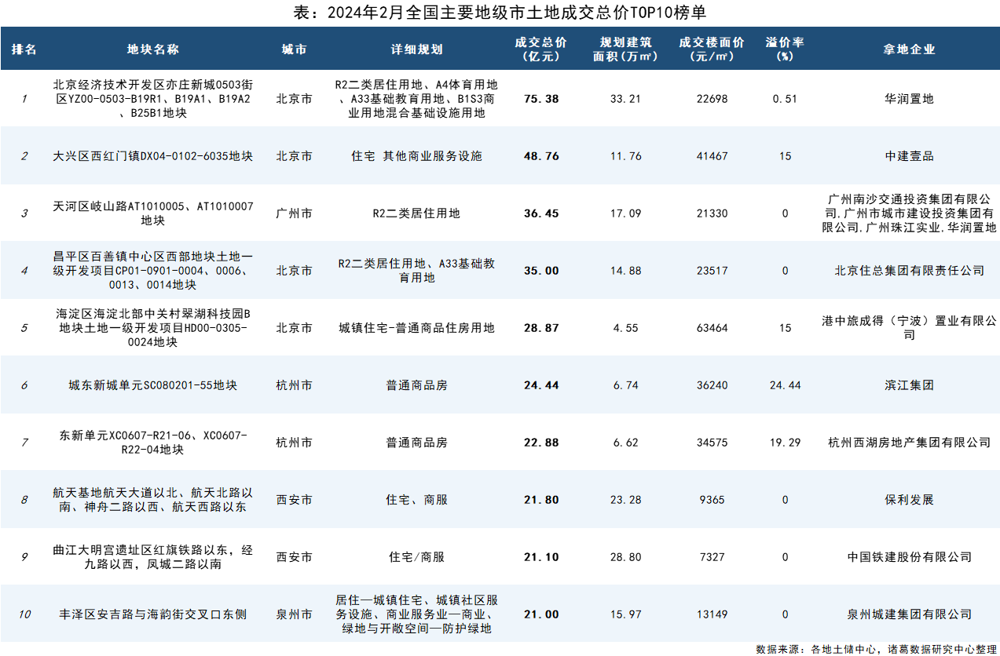 表：2024年2月全国主要地级市土地成交总价TOP10榜单
排名 地块名称 城市 详细规划 成交总价（亿元） 规划建筑面积(万㎡) 成交楼面价（元/㎡） 溢价率（%） 拿地企业
1
北京经济技术开发区亦庄新城0503街
区YZ00-0503-B19R1、B19A1、B19A2
、B25B1地块
北京市
R2二类居住用地、A4体育用地
、A33基础教育用地、B1S3商
业用地混合基础设施用地
75.38 33.21 22698 0.51 华润置地
2 大兴区西红门镇DX04-0102-6035地块 北京市 住宅 其他商业服务设施 48.76 11.76 41467 15 中建壹品
3
天河区岐山路AT1010005、AT1010007
地块
广州市 R2二类居住用地 36.45 17.09 21330 0
广州南沙交通投资集团有限公
司,广州市城市建设投资集团有
限公司,广州珠江实业,华润置地
4
昌平区百善镇中心区西部地块土地一
级开发项目CP01-0901-0004、0006、
0013、0014地块
北京市
R2二类居住用地、A33基础教
育用地
35.00 14.88 23517 0 北京住总集团有限责任公司
5
海淀区海淀北部中关村翠湖科技园B
地块土地一级开发项目HD00-0305-
0024地块
北京市 城镇住宅-普通商品住房用地 28.87 4.55 63464 15
港中旅成得（宁波）置业有限公
司
6 城东新城单元SC080201-55地块 杭州市 普通商品房 24.44 6.74 36240 24.44 滨江集团
7
东新单元XC0607-R21-06、XC0607-
R22-04地块
杭州市 普通商品房 22.88 6.62 34575 19.29 杭州西湖房地产集团有限公司
8
航天基地航天大道以北、航天北路以
南、神舟二路以西、航天西路以东
西安市 住宅、商服 21.80 23.28 9365 0 保利发展
9
曲江大明宫遗址区红旗铁路以东，经
九路以西，凤城二路以南
西安市 住宅/商服 21.10 28.80 7327 0 中国铁建股份有限公司
10 丰泽区安吉路与海韵街交叉口东侧 泉州市
居住—城镇住宅、城镇社区服
务设施、商业服务业—商业、
绿地与开敞空间—防护绿地
21.00 15.97 13149 0 泉州城建集团有限公司
数据来源：各地土储中心，诸葛数据研究中心整理